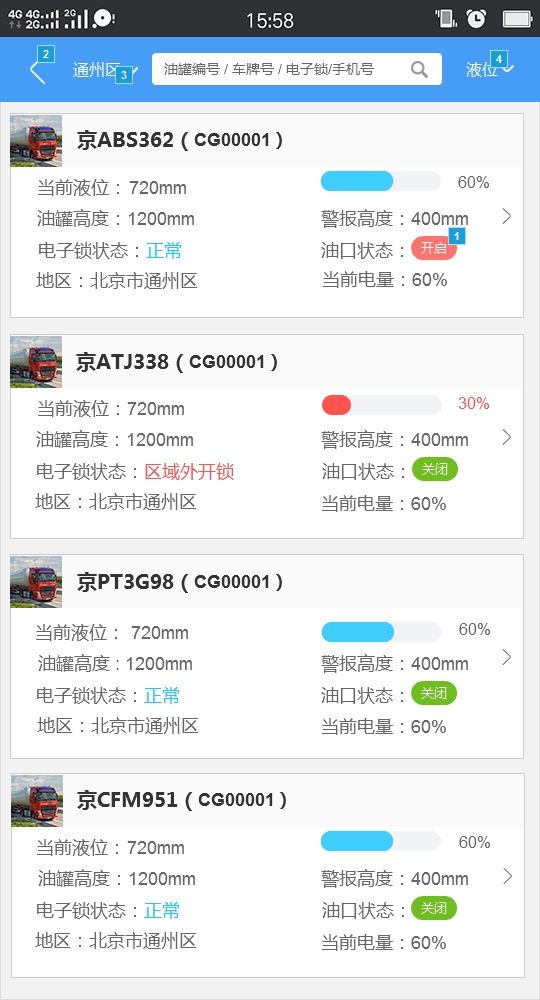 4G 4G 2G 2G 15:58
2 3 4
通州区 油罐编号 / 车牌号 / 电子锁/手机号 液位
京ABS362 ( CG00001 )
当前液位：720mm 60%
油罐高度：1200mm 警报高度：400mm
电子锁状态：正常 油口状态：开启 1
地区：北京市通州区 当前电量：60%
京ATJ338 ( CG00001 )
当前液位：720mm 30%
油罐高度：1200mm 警报高度：400mm
电子锁状态：区域外开锁 油口状态：关闭
地区：北京市通州区 当前电量：60%
京PT3G98 ( CG00001 )
当前液位： 720mm 60%
油罐高度：1200mm 警报高度：400mm
电子锁状态：正常 油口状态：关闭
地区：北京市通州区 当前电量：60%
京CFM951 ( CG00001 )
当前液位：720mm 60%
油罐高度：1200mm 警报高度：400mm
电子锁状态：正常 油口状态：关闭
地区：北京市通州区 当前电量：60%